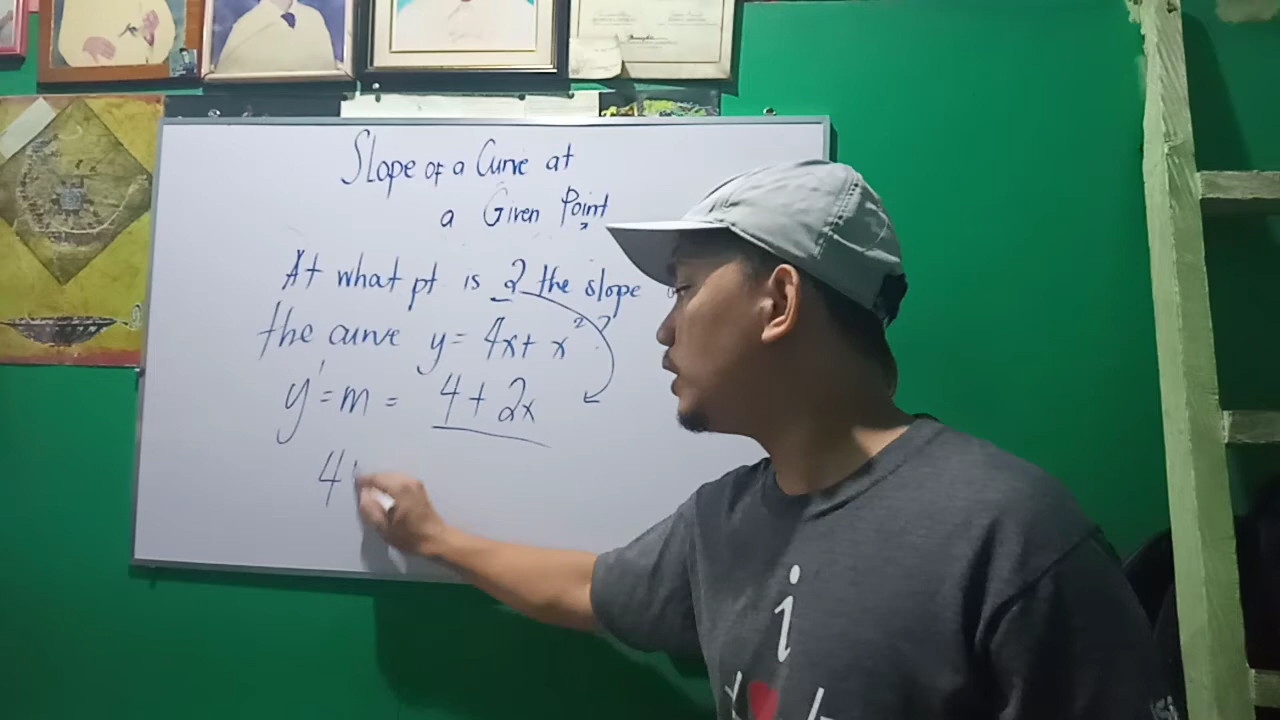 Slope of a Curve at
a Given Point
At what pt is 2 the slope
the curve y = 4x + x²?
y' = m = 4 + 2x
4
i